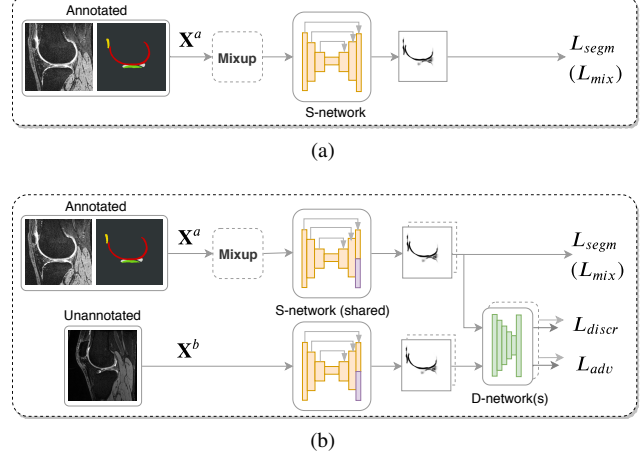 Annotated
X^a
Mixup
S-network
L_segm
(L_mix)
(a)
Annotated
X^a
Mixup
L_segm
(L_mix)
S-network (shared)
Unannotated
X^b
L_discr
L_adv
D-network(s)
(b)